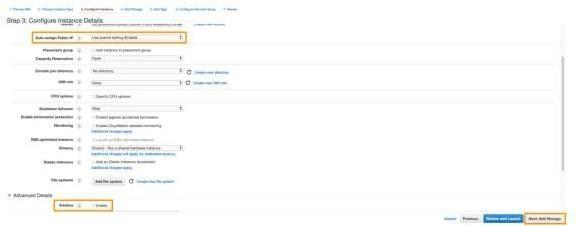 1. Choose AMI 2. Choose Instance Type 3. Configure Instance 4. Add Storage 5. Add Tags 6. Configure Security Group 7. Review
Step 3: Configure Instance Details
Auto-assign Public IP Use subnet setting (Enable)
Placement group Add instance to placement group
Capacity Reservation Open
Domain join directory No directory Create new directory
IAM role None Create new IAM role
CPU options Specify CPU options
Shutdown behavior Stop
Enable termination protection Protect against accidental termination
Monitoring Enable CloudWatch detailed monitoring
Additional charges apply.
EBS-optimized instance Launch as EBS-optimized instance
Tenancy Shared - Run a shared hardware instance
Additional charges will apply for dedicated tenancy.
Elastic Inference Add an Elastic Inference accelerator
Additional charges apply.
File systems Add file system Create new file system
Advanced Details
Enclave Enable
Cancel Previous Review and Launch Next: Add Storage